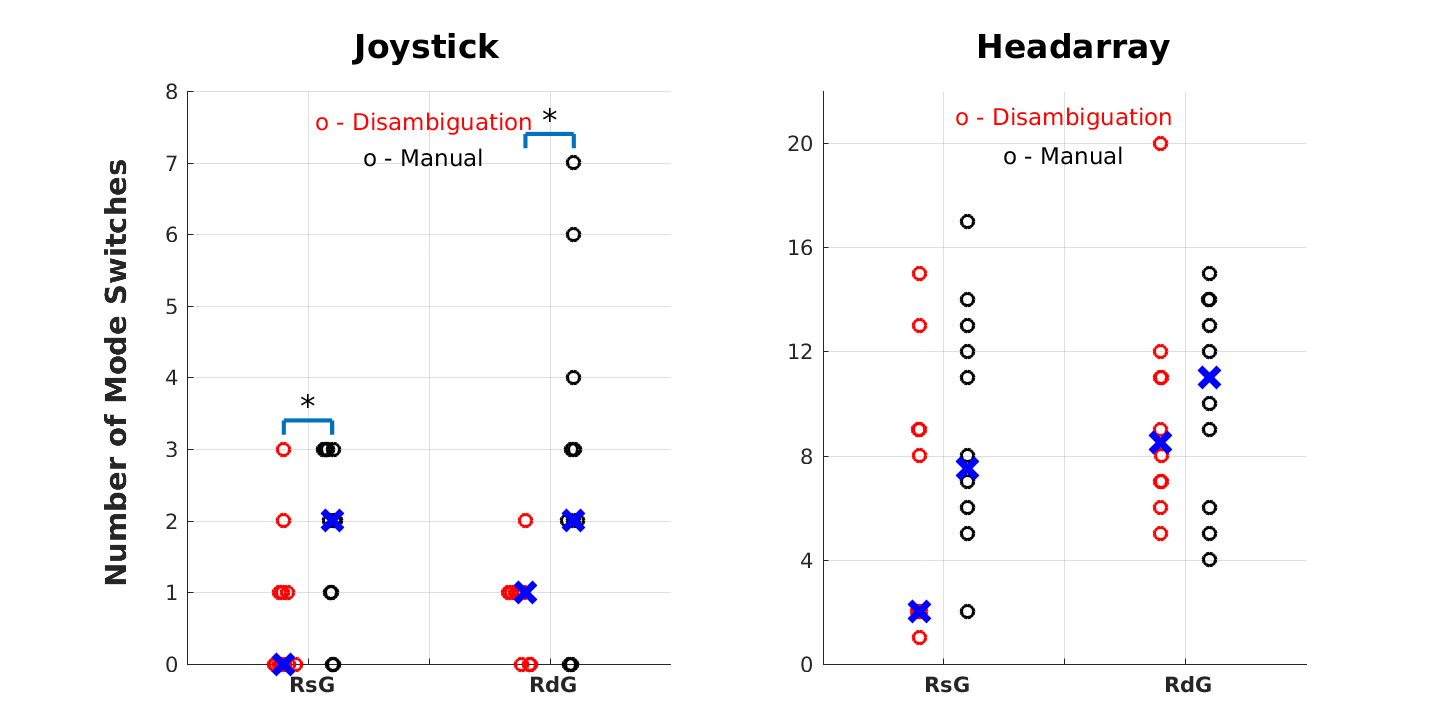 Joystick
Number of Mode Switches
8
7
6
5
4
3
2
1
0
o - Disambiguation
o - Manual
*
*
RsG
RdG
Headarray
20
16
12
8
4
0
o - Disambiguation
o - Manual
RsG
RdG